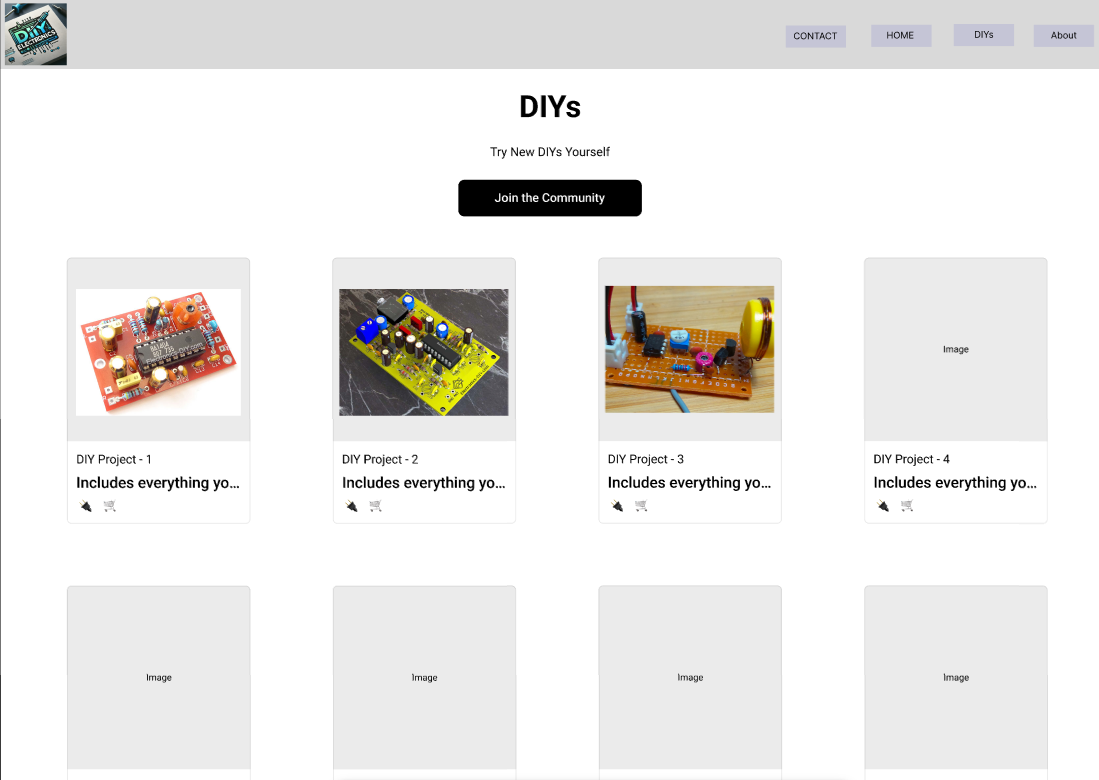 DIY
ELECTRONICS
CONTACT
HOME
DIYs
About
DIYs
Try New DIYs Yourself
Join the Community
Image
DIY Project - 1
DIY Project - 2
DIY Project - 3
DIY Project - 4
Includes everything yo...
Includes everything yo...
Includes everything yo...
Includes everything yo...
Image
Image
Image
Image